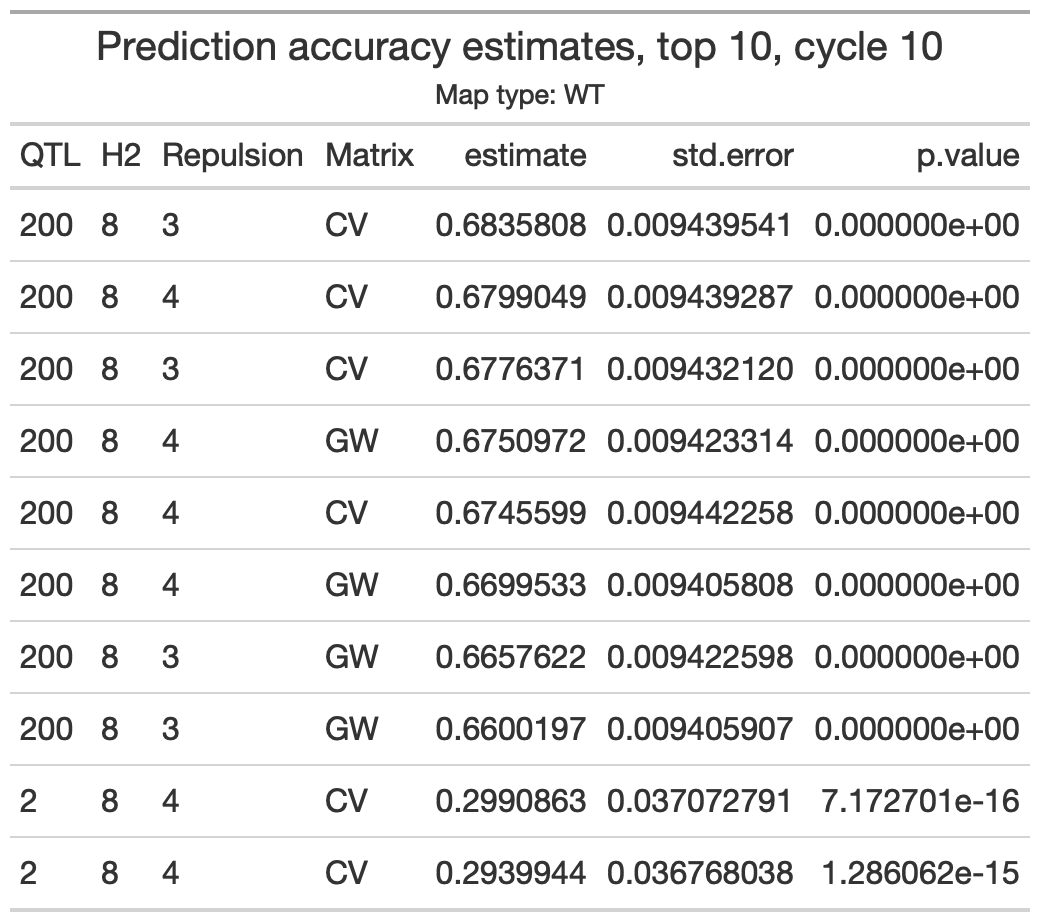 Prediction accuracy estimates, top 10, cycle 10
Map type: WT
QTL H2 Repulsion Matrix estimate std.error p.value
200 8 3 CV 0.6835808 0.009439541 0.000000e+00
200 8 4 CV 0.6799049 0.009439287 0.000000e+00
200 8 3 CV 0.6776371 0.009432120 0.000000e+00
200 8 4 GW 0.6750972 0.009423314 0.000000e+00
200 8 4 CV 0.6745599 0.009442258 0.000000e+00
200 8 4 GW 0.6699533 0.009405808 0.000000e+00
200 8 3 GW 0.6657622 0.009422598 0.000000e+00
200 8 3 GW 0.6600197 0.009405907 0.000000e+00
2 8 4 CV 0.2990863 0.037072791 7.172701e-16
2 8 4 CV 0.2939944 0.036768038 1.286062e-15